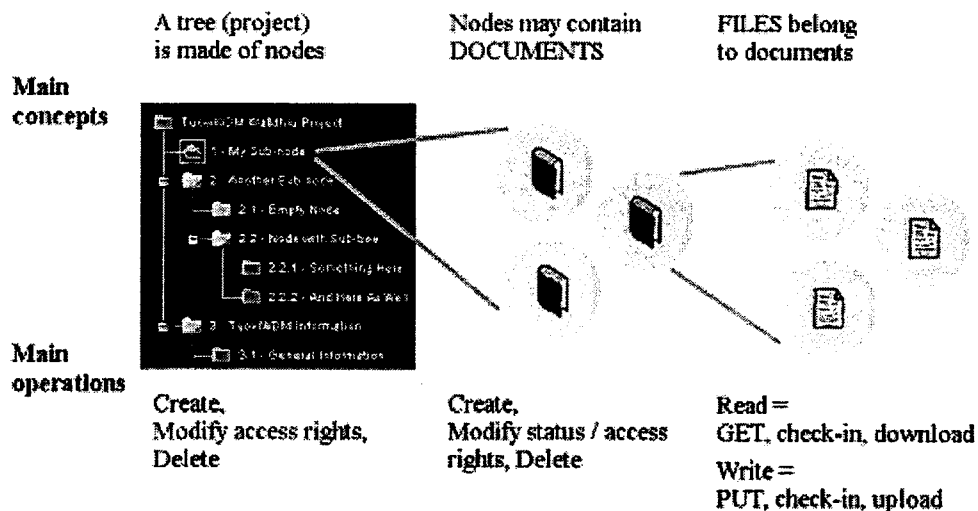 A tree (project)
is made of nodes
Nodes may contain
DOCUMENTS
FILES belong
to documents
Main
concepts
Project
1 - My Sub-node
2 - Another Sub-node
2.1 - Empty Node
2.2 - Node with Sub-tree
2.2.1 - Something Here
2.2.2 - And Here As Well
3 - Information
3.1 - General Information
Main
operations
Create,
Modify access rights,
Delete
Create,
Modify status / access
rights, Delete
Read =
GET, check-in, download
Write =
PUT, check-in, upload